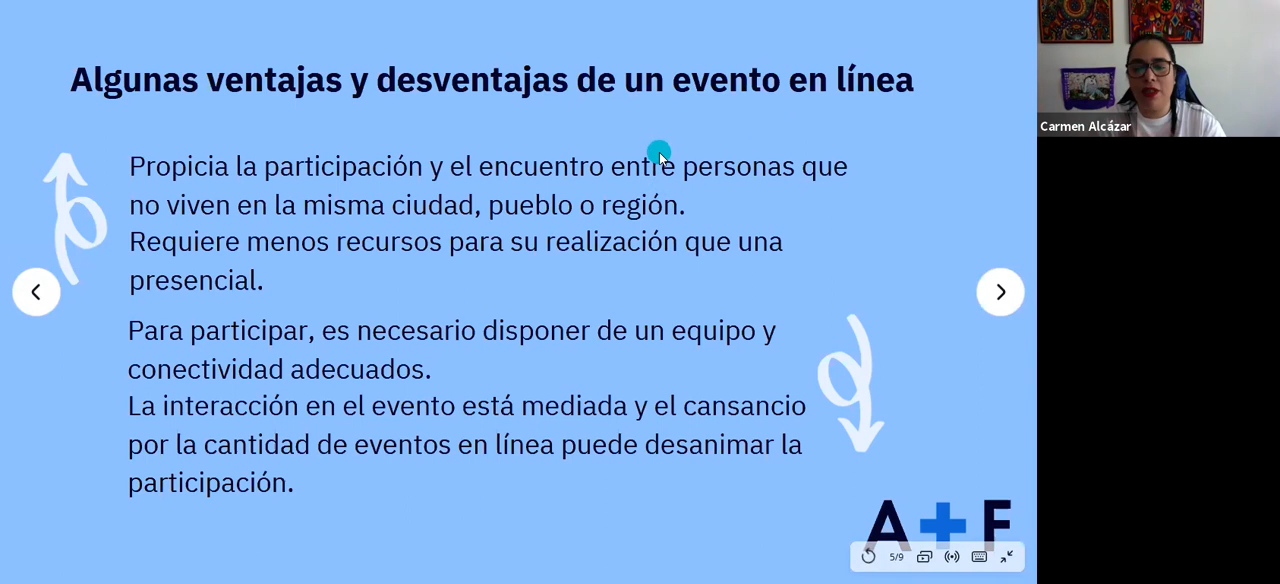 Algunas ventajas y desventajas de un evento en línea
Propicia la participación y el encuentro entre personas que
no viven en la misma ciudad, pueblo o región.
Requiere menos recursos para su realización que una
presencial.
Para participar, es necesario disponer de un equipo y
conectividad adecuados.
La interacción en el evento está mediada y el cansancio
por la cantidad de eventos en línea puede desanimar la
participación.
A + F
5/9
Carmen Alcázar